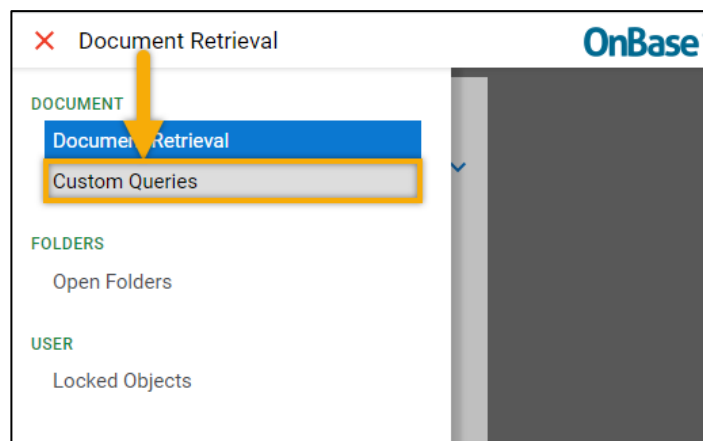 Document Retrieval
OnBase
DOCUMENT
Document Retrieval
Custom Queries
FOLDERS
Open Folders
USER
Locked Objects